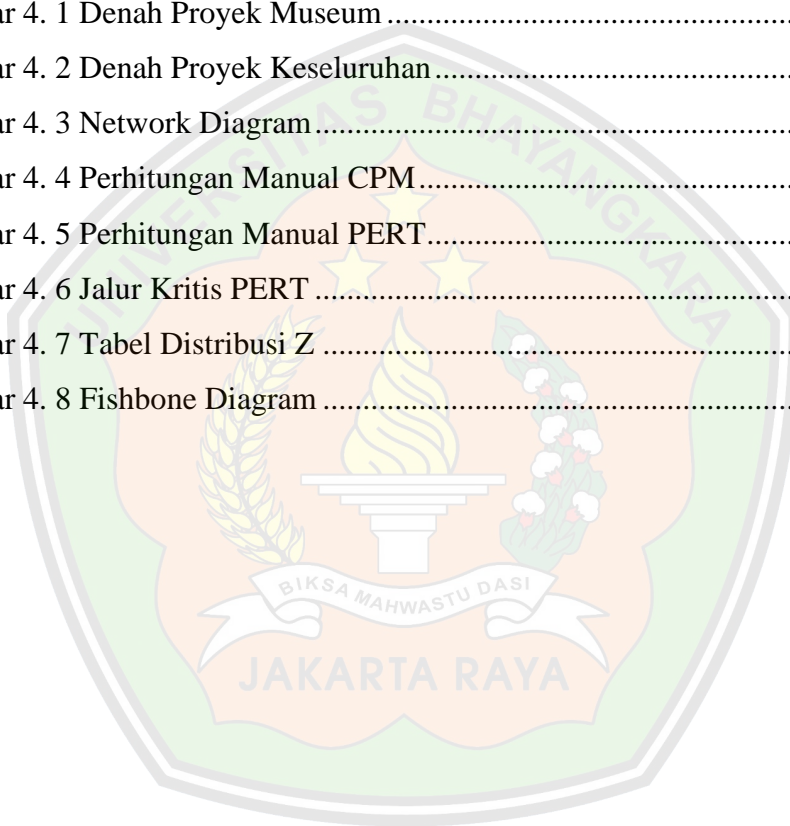 ar 4. 1 Denah Proyek Museum ................................................
ar 4. 2 Denah Proyek Keseluruhan ..........................................
ar 4. 3 Network Diagram ........................................................
ar 4. 4 Perhitungan Manual CPM ............................................
ar 4. 5 Perhitungan Manual PERT ...........................................
ar 4. 6 Jalur Kritis PERT ........................................................
ar 4. 7 Tabel Distribusi Z .......................................................
ar 4. 8 Fishbone Diagram .......................................................
UNIVERSITAS BHAYANGKARA
BIKSA MAHWASTU DASI
JAKARTA RAYA